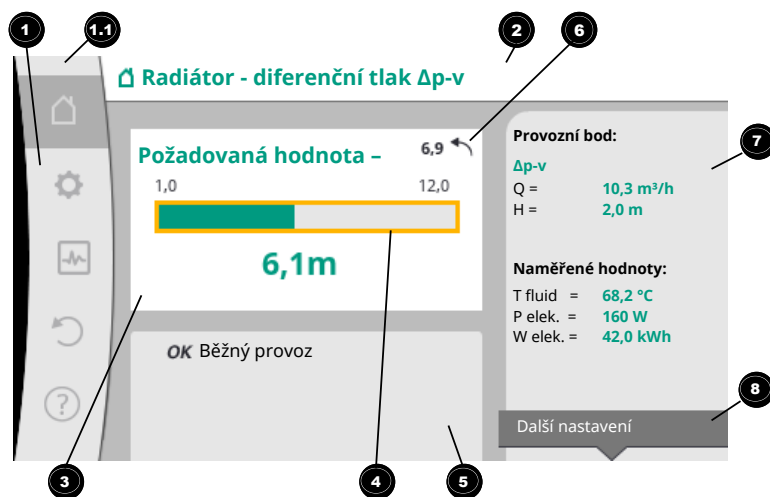 1
1.1
2
6
Radiátor - diferenční tlak Δp-v
Požadovaná hodnota –
6,9
1,0
12,0
6,1m
OK Běžný provoz
Provozní bod:
7
Δp-v
Q = 10,3 m³/h
H = 2,0 m
Naměřené hodnoty:
T fluid = 68,2 °C
P elek. = 160 W
W elek. = 42,0 kWh
8
Další nastavení
?
3
4
5